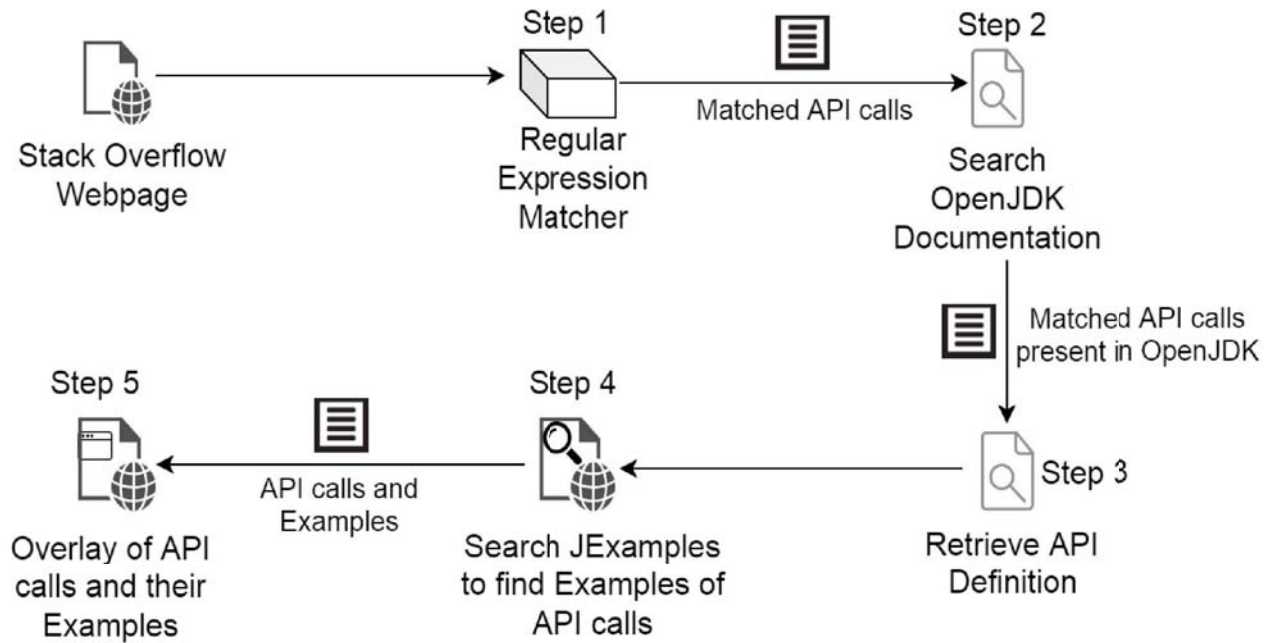 Step 1
Step 2
Stack Overflow
Webpage
Regular
Expression
Matcher
Matched API calls
Search
OpenJDK
Documentation
Matched API calls
present in OpenJDK
Step 3
Retrieve API
Definition
Step 4
Search JExamples
to find Examples of
API calls
API calls and
Examples
Step 5
Overlay of API
calls and their
Examples